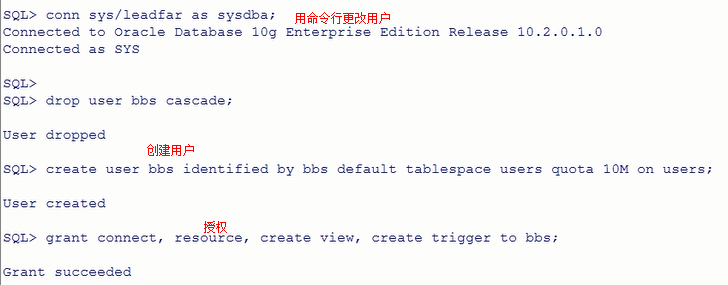 SQL> conn sys/leadfar as sysdba; 用命令行更改用户
Connected to Oracle Database 10g Enterprise Edition Release 10.2.0.1.0
Connected as SYS
SQL>
SQL> drop user bbs cascade;
User dropped
创建用户
SQL> create user bbs identified by bbs default tablespace users quota 10M on users;
User created
授权
SQL> grant connect, resource, create view, create trigger to bbs;
Grant succeeded